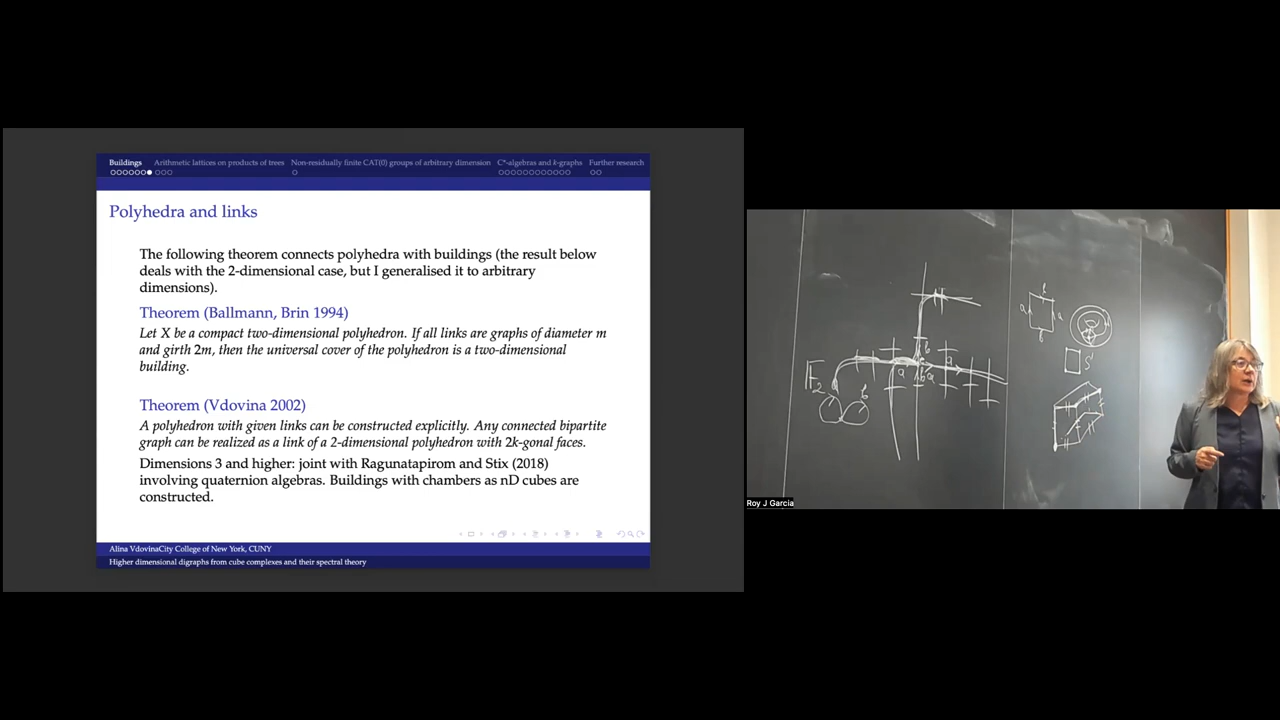 Buildings Arithmetic lattices on products of trees Non-residually finite CAT(0) groups of arbitrary dimension C*-algebras and k-graphs Further research
Polyhedra and links
The following theorem connects polyhedra with buildings (the result below
deals with the 2-dimensional case, but I generalised it to arbitrary
dimensions).
Theorem (Ballmann, Brin 1994)
Let X be a compact two-dimensional polyhedron. If all links are graphs of diameter m
and girth 2m, then the universal cover of the polyhedron is a two-dimensional
building.
Theorem (Vdovina 2002)
A polyhedron with given links can be constructed explicitly. Any connected bipartite
graph can be realized as a link of a 2-dimensional polyhedron with 2k-gonal faces.
Dimensions 3 and higher: joint with Ragunatapirom and Stix (2018)
involving quaternion algebras. Buildings with chambers as nD cubes are
constructed.
Alina VdovinaCity College of New York, CUNY
Higher dimensional digraphs from cube complexes and their spectral theory
F₂
a
b
a
b
b
a
a
b
a
a
b
S¹
Roy J Garcia